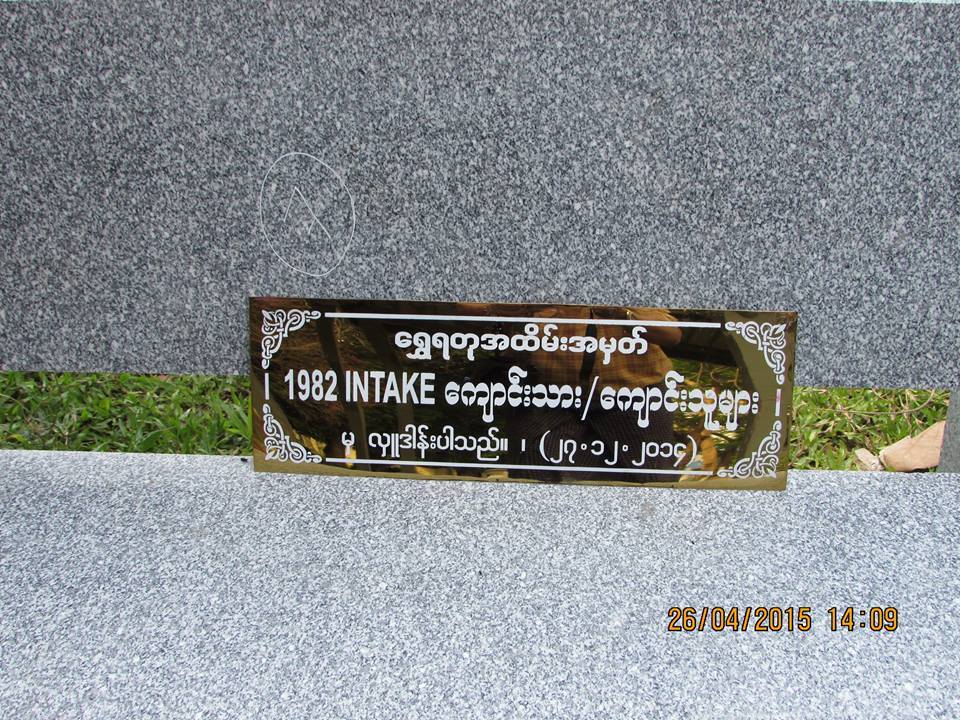 ရွှေရတုအထိမ်းအမှတ်
1982 INTAKE ကျောင်းသား/ကျောင်းသူများ
မှ လှူဒါန်းပါသည်။ ၊ (၂၇.၁၂.၂၀၁၄)
26/04/2015 14:09